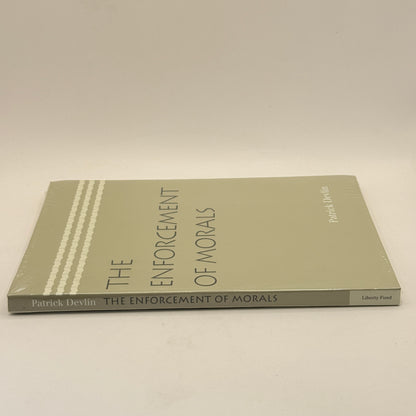 THE
ENFORCEMENT
OF MORALS
Patrick Devlin
Patrick Devlin THE ENFORCEMENT OF MORALS Liberty Fund